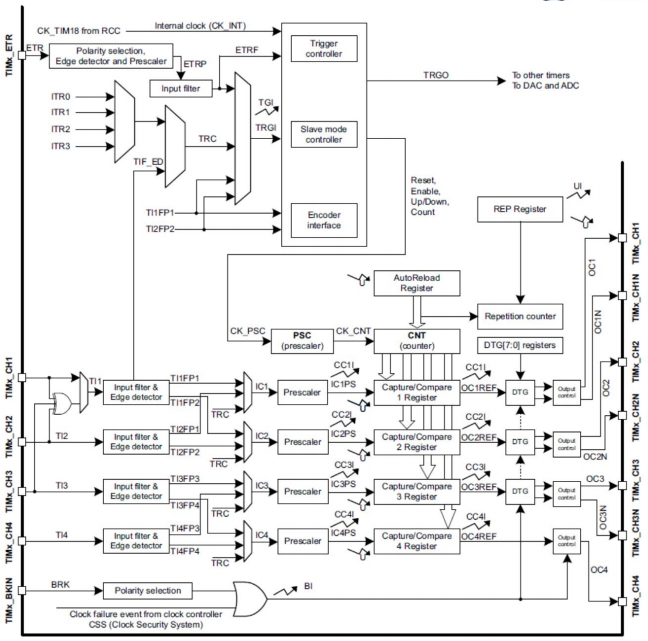 CK_TIM18 from RCC
Internal clock (CK_INT)
TIMx_ETR
ETR
Polarity selection,
Edge detector and Prescaler
ETRP
Input filter
ETRF
Trigger
controller
TRGO
To other timers
To DAC and ADC
ITR0
ITR1
ITR2
ITR3
TRC
TGI
TRGI
TIF_ED
Slave mode
controller
Reset,
Enable,
Up/Down,
Count
TI1FP1
TI2FP2
Encoder
interface
REP Register
UI
AutoReload
Register
Repetition counter
CK_PSC
PSC
(prescaler)
CK_CNT
CNT
(counter)
DTG[7:0] registers
TIMx_CH1
TI1
Input filter &
Edge detector
TI1FP1
TI1FP2
TRC
IC1
Prescaler
CC1I
IC1PS
Capture/Compare
1 Register
CC1I
OC1REF
DTG
Output
control
OC1
TIMx_CH1
OC1N
TIMx_CH1N
TIMx_CH2
TI2
Input filter &
Edge detector
TI2FP1
TI2FP2
TRC
IC2
Prescaler
CC2I
IC2PS
Capture/Compare
2 Register
CC2I
OC2REF
DTG
Output
control
OC2
TIMx_CH2
OC2N
TIMx_CH2N
TIMx_CH3
TI3
Input filter &
Edge detector
TI3FP3
TI3FP4
TRC
IC3
Prescaler
CC3I
IC3PS
Capture/Compare
3 Register
CC3I
OC3REF
DTG
Output
control
OC3
TIMx_CH3
OC3N
TIMx_CH3N
TIMx_CH4
TI4
Input filter &
Edge detector
TI4FP3
TI4FP4
TRC
IC4
Prescaler
CC4I
IC4PS
Capture/Compare
4 Register
CC4I
OC4REF
Output
control
OC4
TIMx_CH4
TIMx_BKIN
BRK
Polarity selection
BI
Clock failure event from clock controller
CSS (Clock Security System)